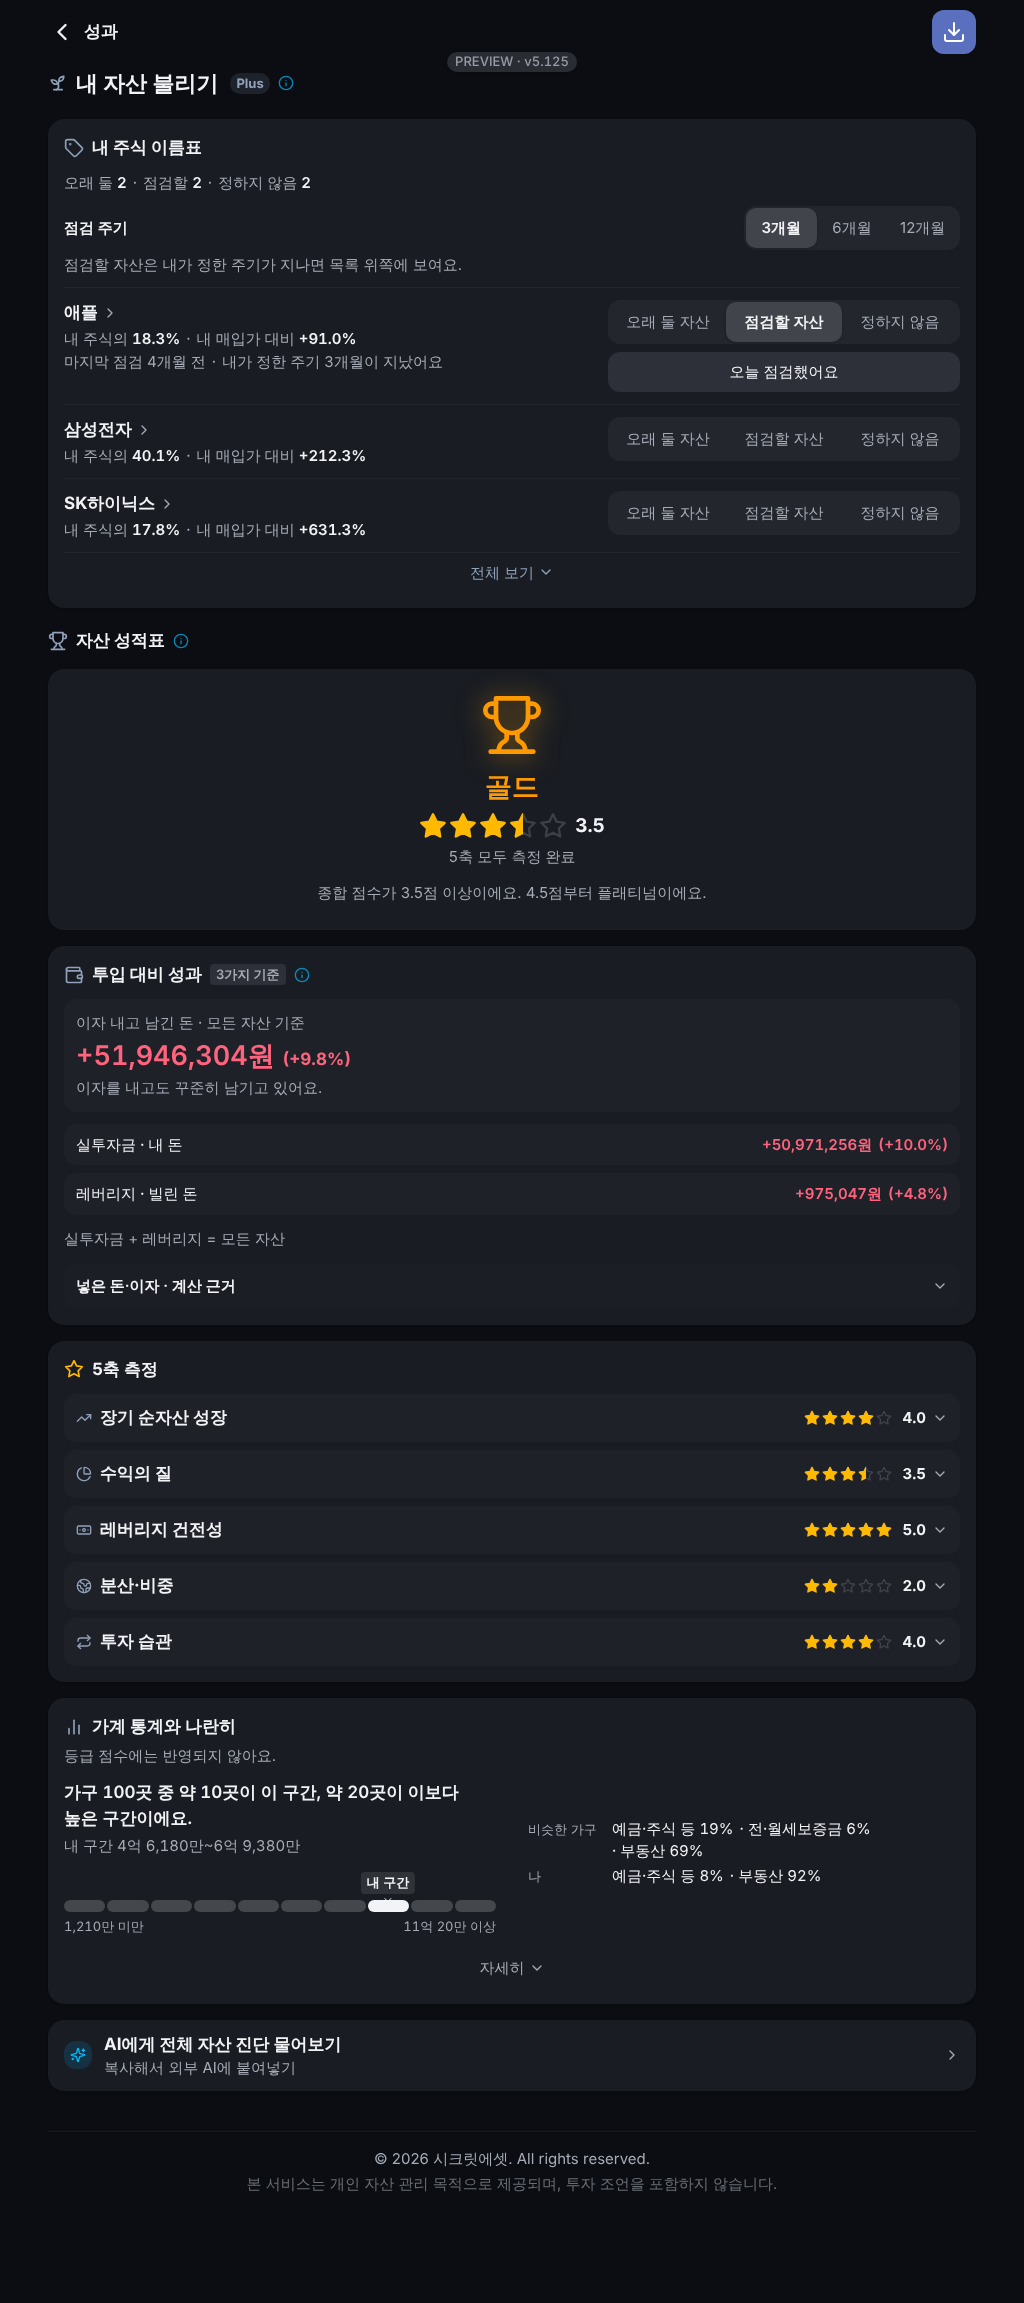 성과
PREVIEW · v5.125
내 자산 불리기 Plus
내 주식 이름표
오래 둘 2 · 점검할 2 · 정하지 않음 2
점검 주기 3개월 6개월 12개월
점검할 자산은 내가 정한 주기가 지나면 목록 위쪽에 보여요.
애플
내 주식의 18.3% · 내 매입가 대비 +91.0%
마지막 점검 4개월 전 · 내가 정한 주기 3개월이 지났어요
오래 둘 자산 점검할 자산 정하지 않음
오늘 점검했어요
삼성전자
내 주식의 40.1% · 내 매입가 대비 +212.3%
오래 둘 자산 점검할 자산 정하지 않음
SK하이닉스
내 주식의 17.8% · 내 매입가 대비 +631.3%
오래 둘 자산 점검할 자산 정하지 않음
전체 보기
자산 성적표
골드
3.5
5축 모두 측정 완료
종합 점수가 3.5점 이상이에요. 4.5점부터 플래티넘이에요.
투입 대비 성과 3가지 기준
이자 내고 남긴 돈 · 모든 자산 기준
+51,946,304원 (+9.8%)
이자를 내고도 꾸준히 남기고 있어요.
실투자금 · 내 돈 +50,971,256원 (+10.0%)
레버리지 · 빌린 돈 +975,047원 (+4.8%)
실투자금 + 레버리지 = 모든 자산
넣은 돈·이자 · 계산 근거
5축 측정
장기 순자산 성장 4.0
수익의 질 3.5
레버리지 건전성 5.0
분산·비중 2.0
투자 습관 4.0
가계 통계와 나란히
등급 점수에는 반영되지 않아요.
가구 100곳 중 약 10곳이 이 구간, 약 20곳이 이보다
높은 구간이에요.
내 구간 4억 6,180만~6억 9,380만
내 구간
1,210만 미만 11억 20만 이상
비슷한 가구 예금·주식 등 19% · 전·월세보증금 6%
· 부동산 69%
나 예금·주식 등 8% · 부동산 92%
자세히
AI에게 전체 자산 진단 물어보기
복사해서 외부 AI에 붙여넣기
© 2026 시크릿에셋. All rights reserved.
본 서비스는 개인 자산 관리 목적으로 제공되며, 투자 조언을 포함하지 않습니다.